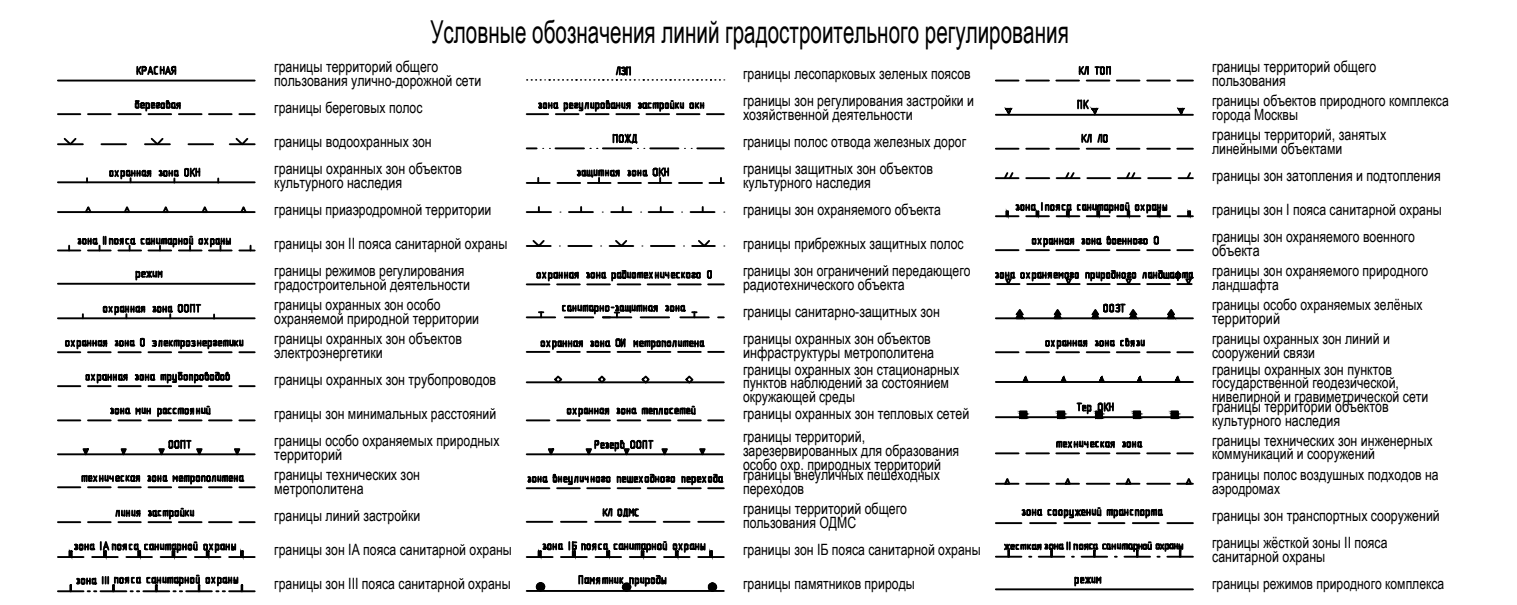 Условные обозначения линий градостроительного регулирования
КРАСНАЯ
границы территорий общего
пользования улично-дорожной сети
ЛЗП
границы лесопарковых зеленых поясов
КЛ ТОП
границы территорий общего
пользования
береговая
границы береговых полос
зона регулирования застройки окн
границы зон регулирования застройки и
хозяйственной деятельности
ПК
границы объектов природного комплекса
города Москвы
границы водоохранных зон
ПОЖД
границы полос отвода железных дорог
КЛ ЛО
границы территорий, занятых
линейными объектами
охранная зона ОКН
границы охранных зон объектов
культурного наследия
защитная зона ОКН
границы защитных зон объектов
культурного наследия
границы зон затопления и подтопления
границы приаэродромной территории
границы зон охраняемого объекта
зона I пояса санитарной охраны
границы зон I пояса санитарной охраны
зона II пояса санитарной охраны
границы зон II пояса санитарной охраны
границы прибрежных защитных полос
охранная зона военного О
границы зон охраняемого военного
объекта
режим
границы режимов регулирования
градостроительной деятельности
охранная зона радиотехнического О
границы зон ограничений передающего
радиотехнического объекта
зона охраняемого природного ландшафта
границы зон охраняемого природного
ландшафта
охранная зона ООПТ
границы охранных зон особо
охраняемой природной территории
санитарно-защитная зона
границы санитарно-защитных зон
ООЗТ
границы особо охраняемых зелёных
территорий
охранная зона О электроэнергетики
границы охранных зон объектов
электроэнергетики
охранная зона ОИ метрополитена
границы охранных зон объектов
инфраструктуры метрополитена
охранная зона связи
границы охранных зон линий и
сооружений связи
охранная зона трубопроводов
границы охранных зон трубопроводов
границы охранных зон стационарных
пунктов наблюдений за состоянием
окружающей среды
границы охранных зон пунктов
государственной геодезической,
нивелирной и гравиметрической сети
зона мин расстояний
границы зон минимальных расстояний
охранная зона теплосетей
границы охранных зон тепловых сетей
Тер ОКН
границы территорий объектов
культурного наследия
ООПТ
границы особо охраняемых природных
территорий
Резерв ООПТ
границы территорий,
зарезервированных для образования
особо охр. природных территорий
техническая зона
границы технических зон инженерных
коммуникаций и сооружений
техническая зона метрополитена
границы технических зон
метрополитена
зона внеуличного пешеходного перехода
границы внеуличных пешеходных
переходов
границы полос воздушных подходов на
аэродромах
линия застройки
границы линий застройки
КЛ ОДМС
границы территорий общего
пользования ОДМС
зона сооружений транспорта
границы зон транспортных сооружений
зона IА пояса санитарной охраны
границы зон IА пояса санитарной охраны
зона IБ пояса санитарной охраны
границы зон IБ пояса санитарной охраны
жесткая зона II пояса санитарной охраны
границы жёсткой зоны II пояса
санитарной охраны
зона III пояса санитарной охраны
границы зон III пояса санитарной охраны
Памятник природы
границы памятников природы
режим
границы режимов природного комплекса